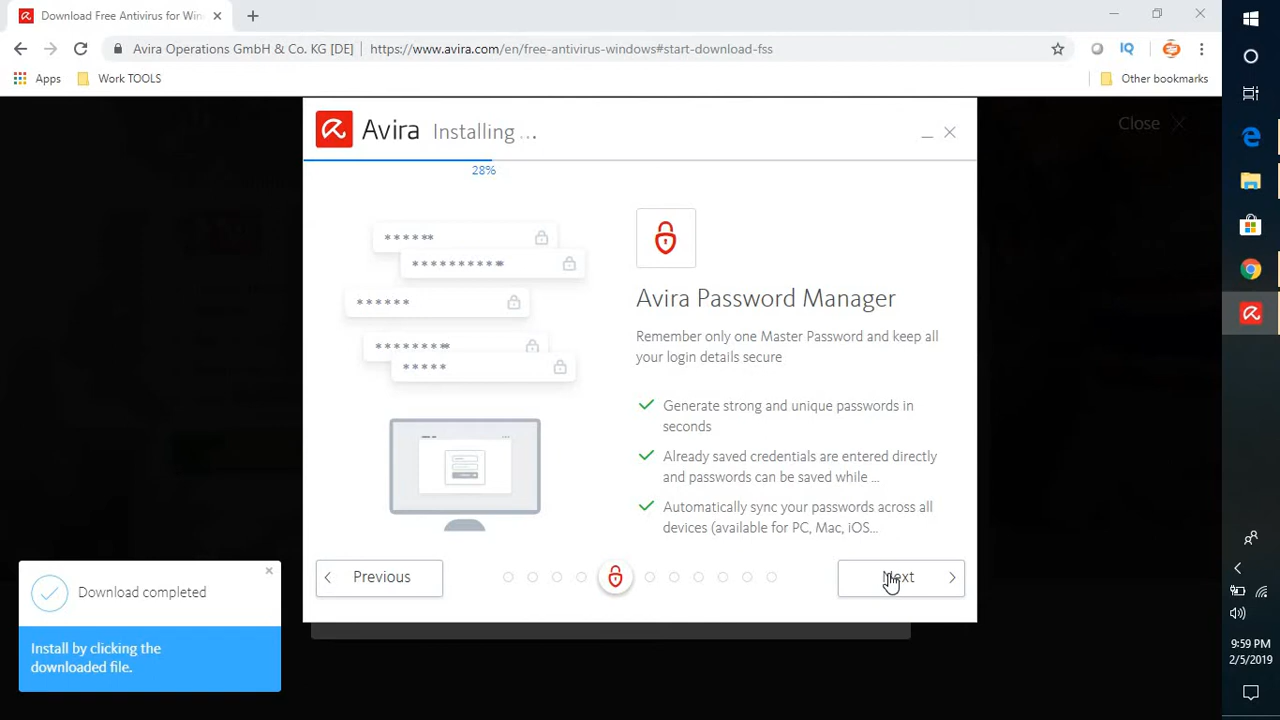 Download Free Antivirus for Win
Avira Operations GmbH & Co. KG [DE] | https://www.avira.com/en/free-antivirus-windows#start-download-fss
IQ
Apps
Work TOOLS
Other bookmarks
Avira Installing ...
Close
28%
******
**********
******
*********
*****
Avira Password Manager
Remember only one Master Password and keep all
your login details secure
Generate strong and unique passwords in
seconds
Already saved credentials are entered directly
and passwords can be saved while ...
Automatically sync your passwords across all
devices (available for PC, Mac, iOS...
Previous
Next
Download completed
Install by clicking the
downloaded file.
9:59 PM
2/5/2019